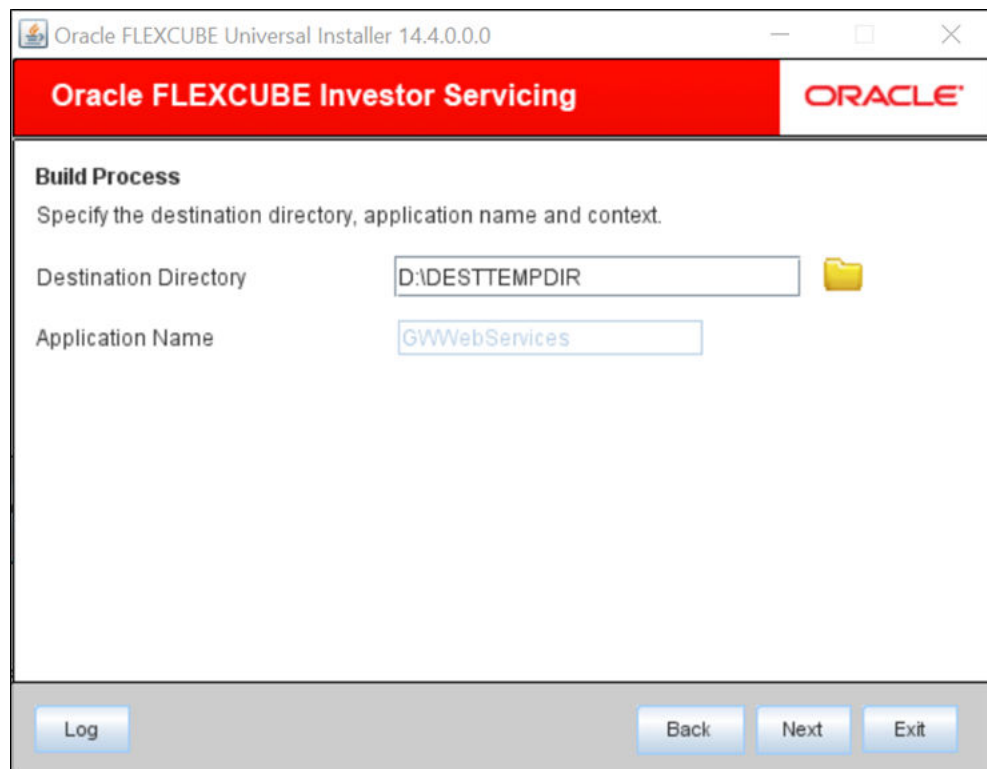 Oracle FLEXCUBE Universal Installer 14.4.0.0.0
Oracle FLEXCUBE Investor Servicing
ORACLE
Build Process
Specify the destination directory, application name and context.
Destination Directory
D:\DESTTEMPDIR
Application Name
GWWebServices
Log
Back
Next
Exit